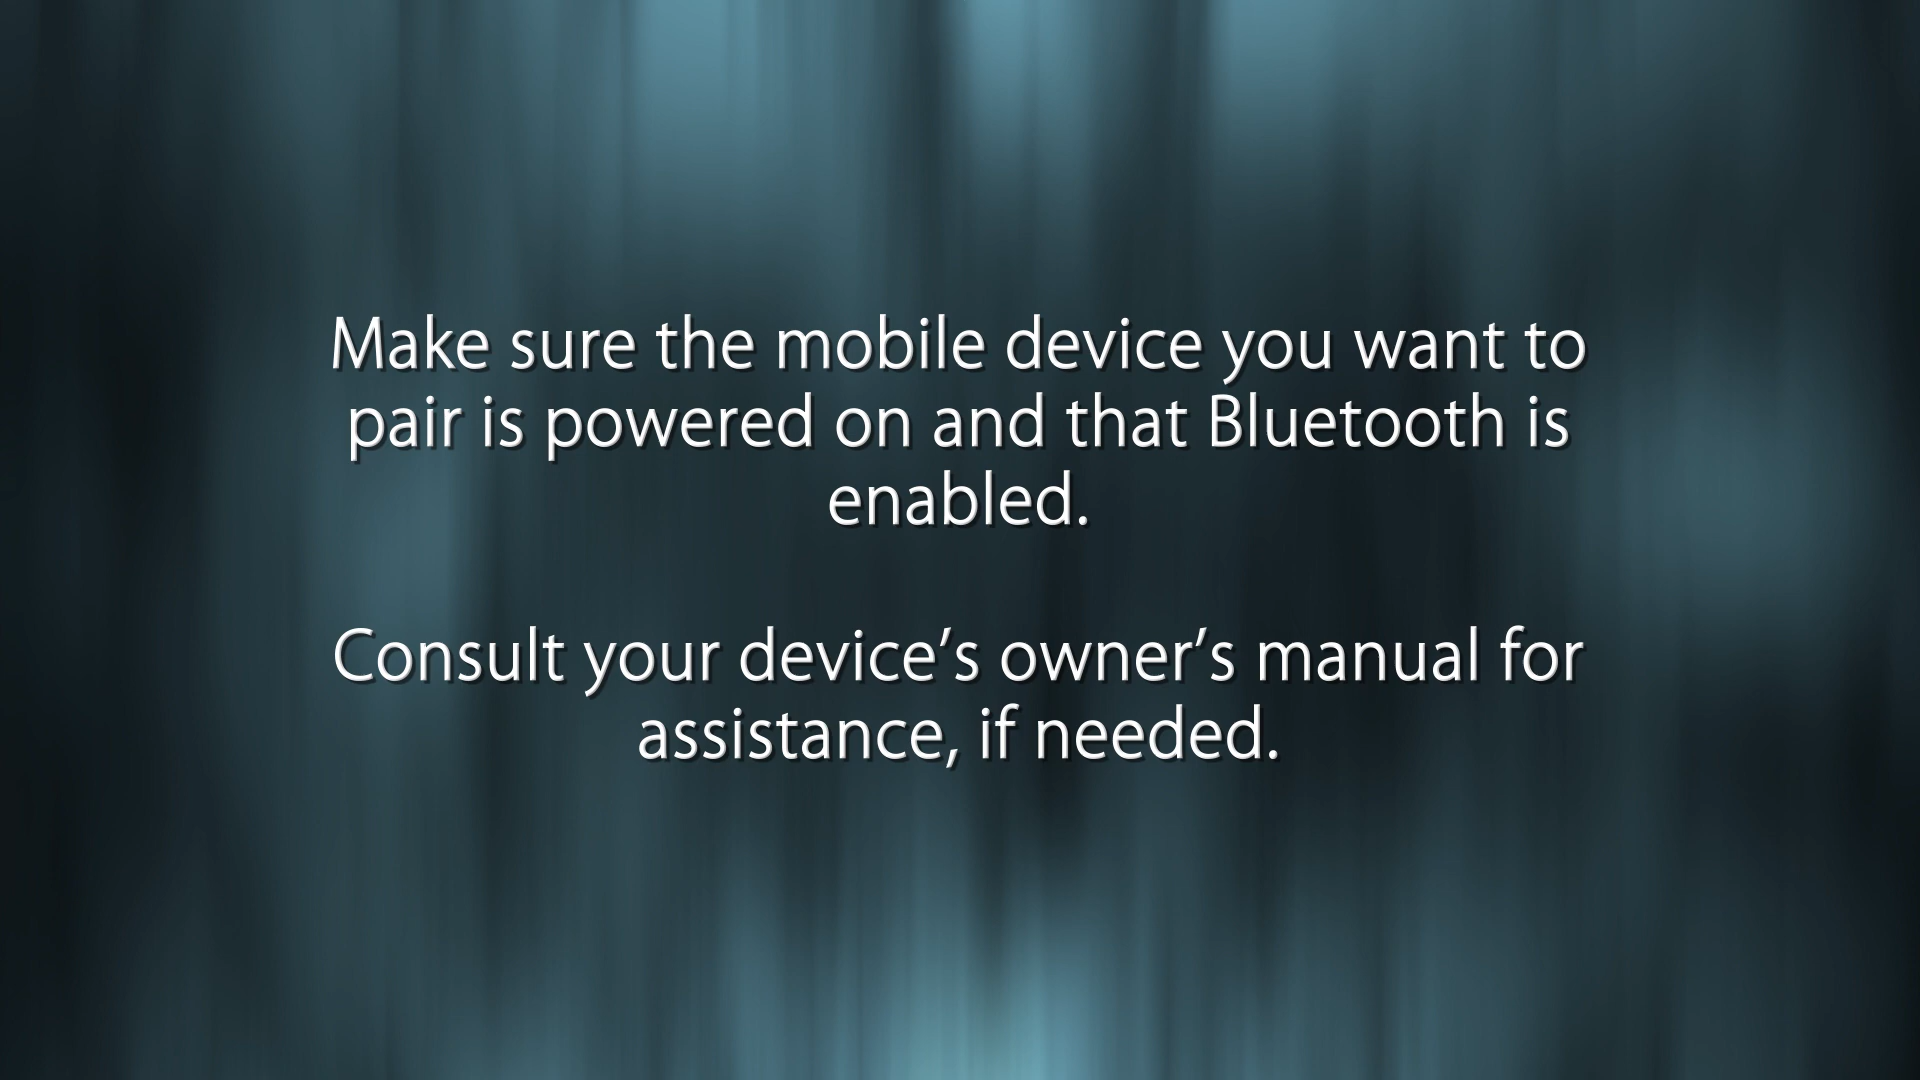 Make sure the mobile device you want to
pair is powered on and that Bluetooth is
enabled.
Consult your device’s owner’s manual for
assistance, if needed.